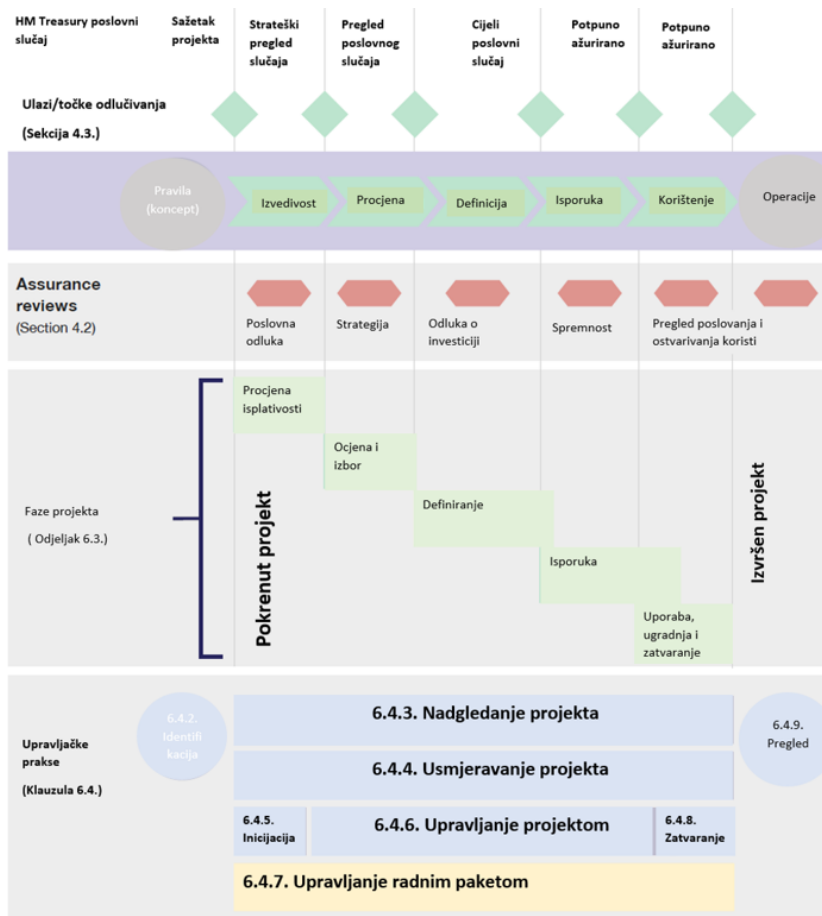 HM Treasury poslovni
slučaj
Sažetak
projekta
Strateški
pregled
slučaja
Pregled
poslovnog
slučaja
Cijeli
poslovni
slučaj
Potpuno
ažurirano
Potpuno
ažurirano
Ulazi/točke odlučivanja
(Sekcija 4.3.)
Pravila
(koncept)
Izvedivost
Procjena
Definicija
Isporuka
Korištenje
Operacije
Assurance
reviews
(Section 4.2)
Poslovna
odluka
Strategija
Odluka o
investiciji
Spremnost
Pregled poslovanja i
ostvarivanja koristi
Faze projekta
( Odjeljak 6.3.)
Pokrenut projekt
Procjena
isplativosti
Ocjena i
izbor
Definiranje
Isporuka
Uporaba,
ugradnja i
zatvaranje
Izvršen projekt
Upravljačke
prakse
(Klauzula 6.4.)
6.4.2.
Identifi
kacija
6.4.3. Nadgledanje projekta
6.4.4. Usmjeravanje projekta
6.4.5.
Inicijacija
6.4.6. Upravljanje projektom
6.4.8.
Zatvaranje
6.4.7. Upravljanje radnim paketom
6.4.9.
Pregled